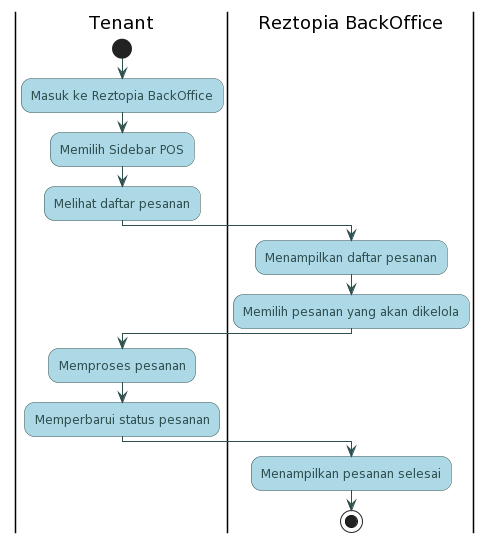 Tenant
Reztopia BackOffice
Masuk ke Reztopia BackOffice
Memilih Sidebar POS
Melihat daftar pesanan
Menampilkan daftar pesanan
Memilih pesanan yang akan dikelola
Memproses pesanan
Memperbarui status pesanan
Menampilkan pesanan selesai